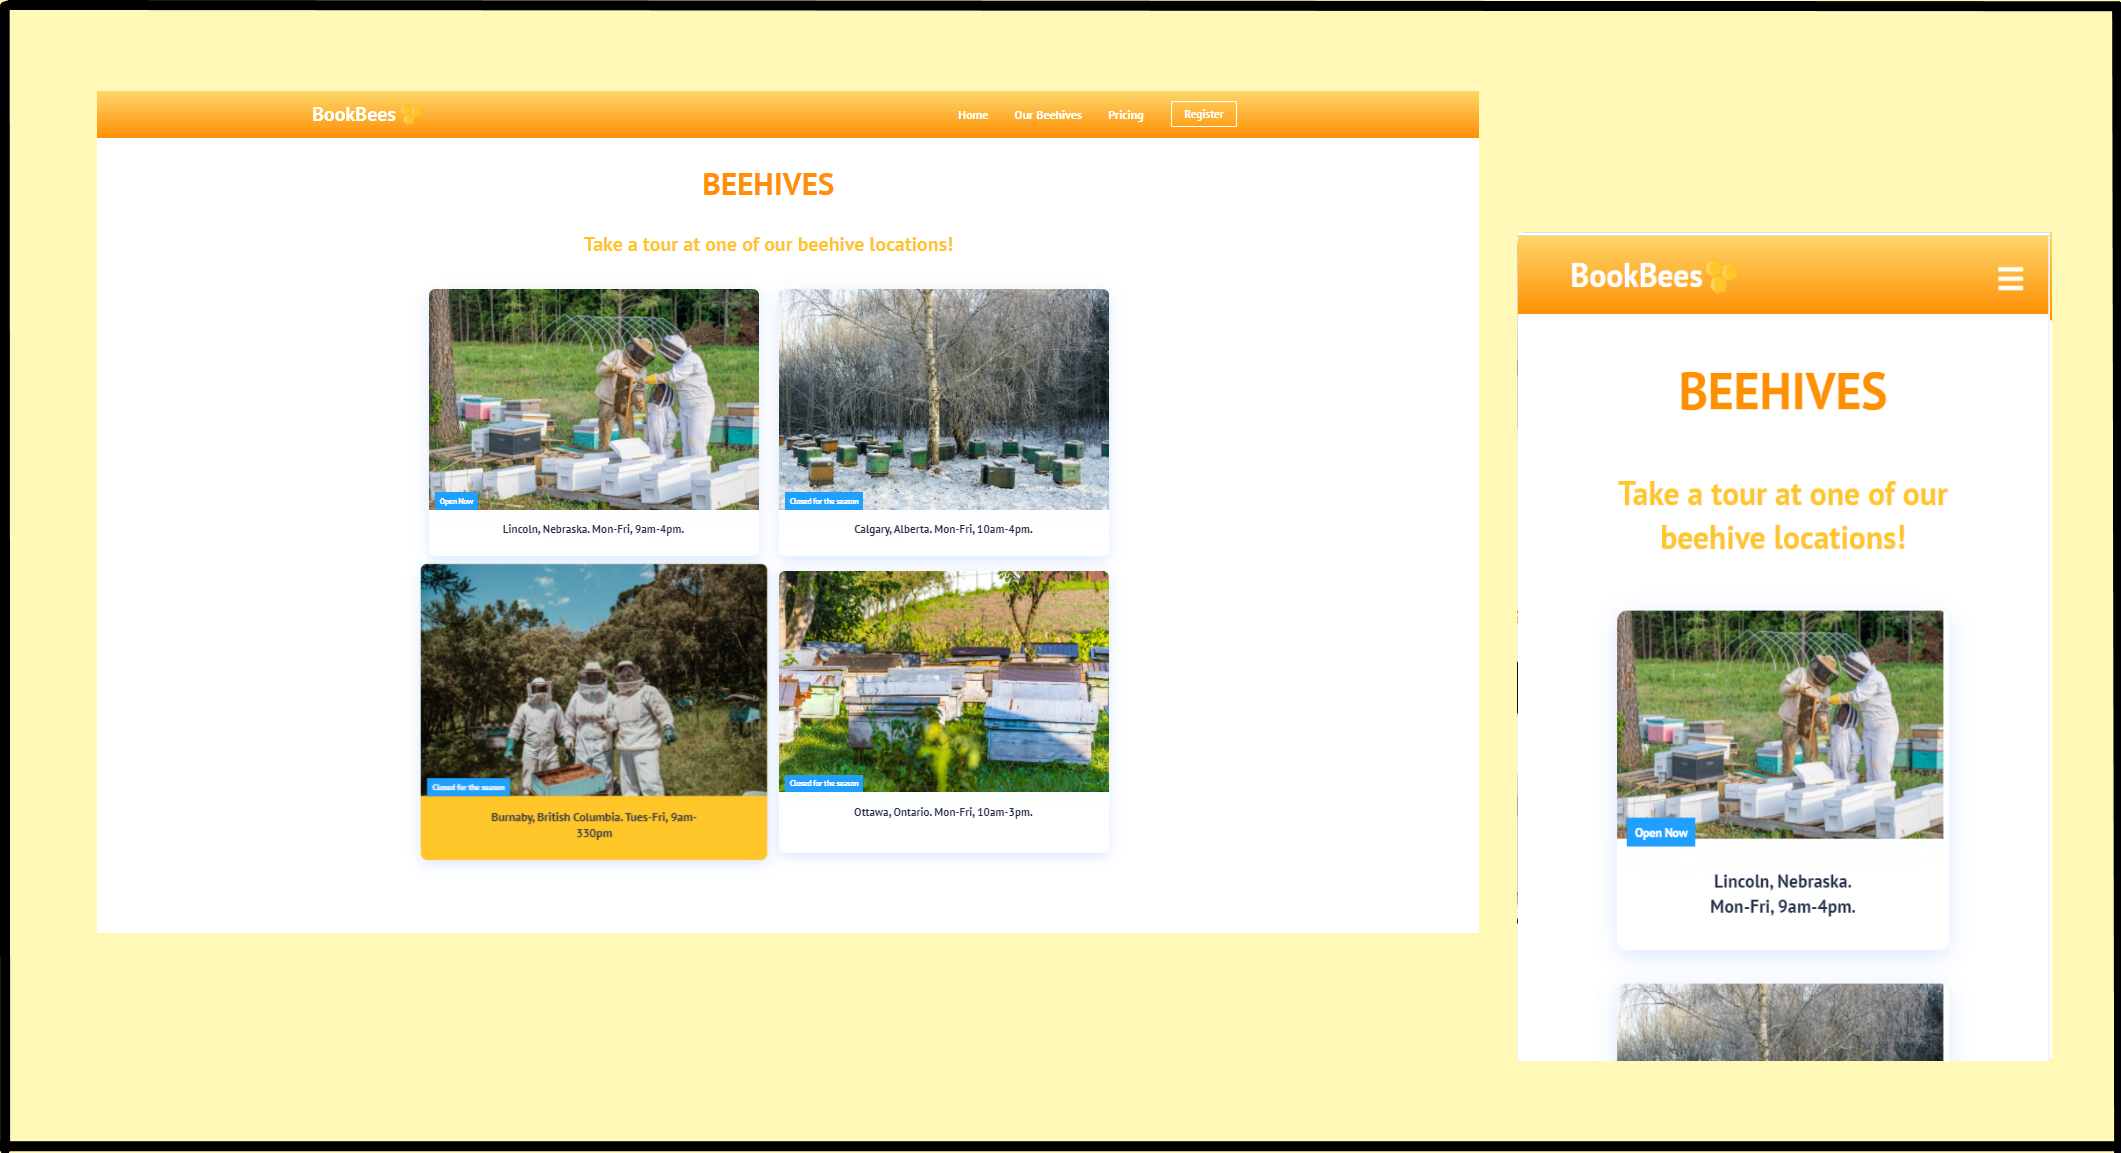 BookBees
Home Our Beehives Pricing Register
BEEHIVES
Take a tour at one of our beehive locations!
Open Now
Lincoln, Nebraska. Mon-Fri, 9am-4pm.
Closed for the season
Calgary, Alberta. Mon-Fri, 10am-4pm.
Closed for the season
Burnaby, British Columbia. Tues-Fri, 9am-
330pm
Closed for the season
Ottawa, Ontario. Mon-Fri, 10am-3pm.
BookBees
BEEHIVES
Take a tour at one of our
beehive locations!
Open Now
Lincoln, Nebraska.
Mon-Fri, 9am-4pm.